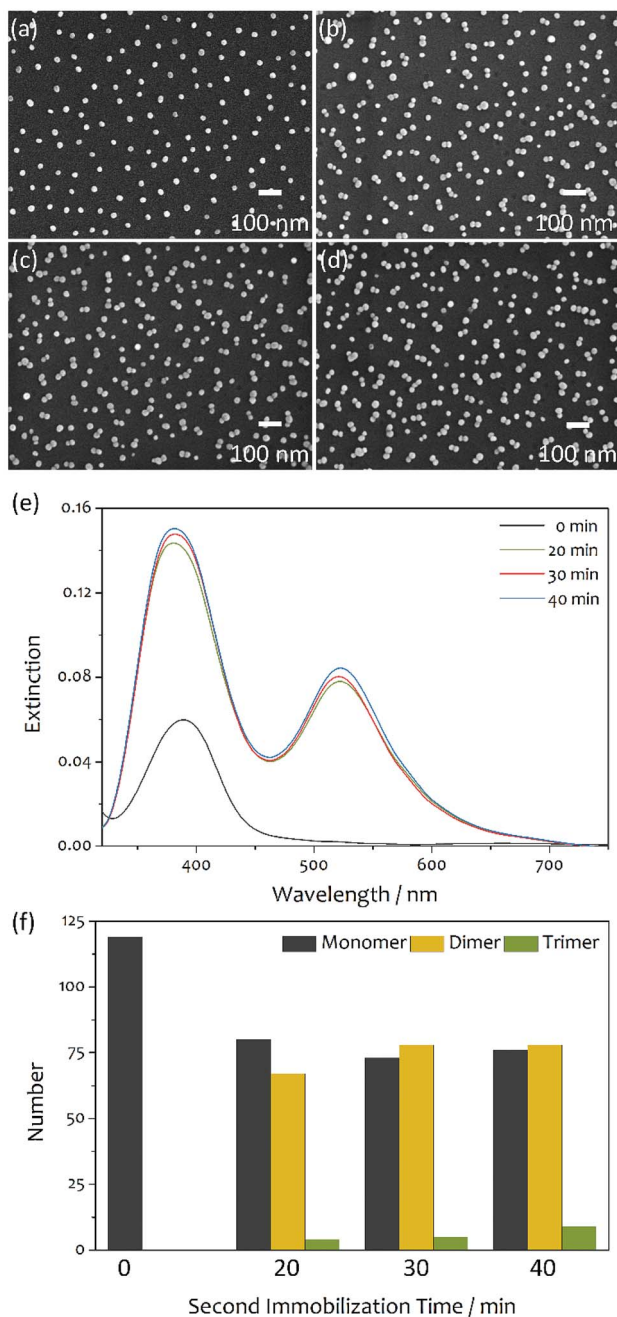 (a)
(b)
100 nm
100 nm
(c)
(d)
100 nm
100 nm
(e)
0.16
0.12
0.08
0.04
0.00
Extinction
0 min
20 min
30 min
40 min
400
500
600
700
Wavelength / nm
(f)
125
100
75
50
25
0
Number
Monomer
Dimer
Trimer
0
20
30
40
Second Immobilization Time / min